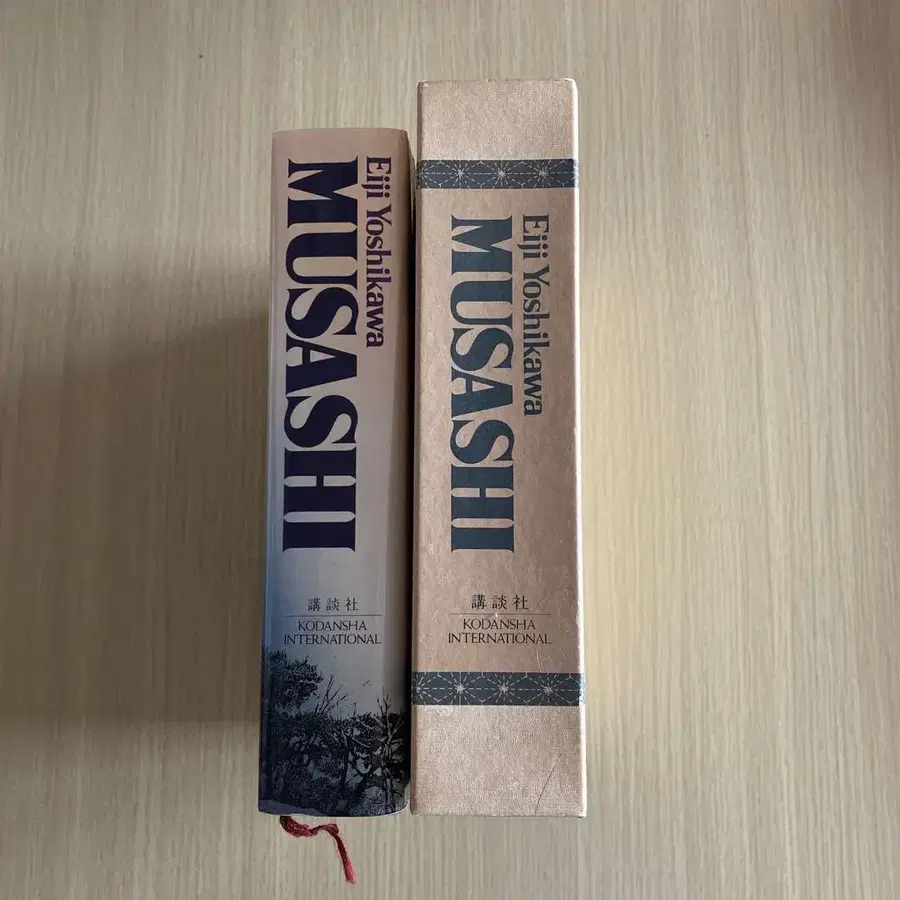 Eiji Yoshikawa
MUSASHI
講談社
KODANSHA
INTERNATIONAL
Eiji Yoshikawa
MUSASHI
講談社
KODANSHA
INTERNATIONAL